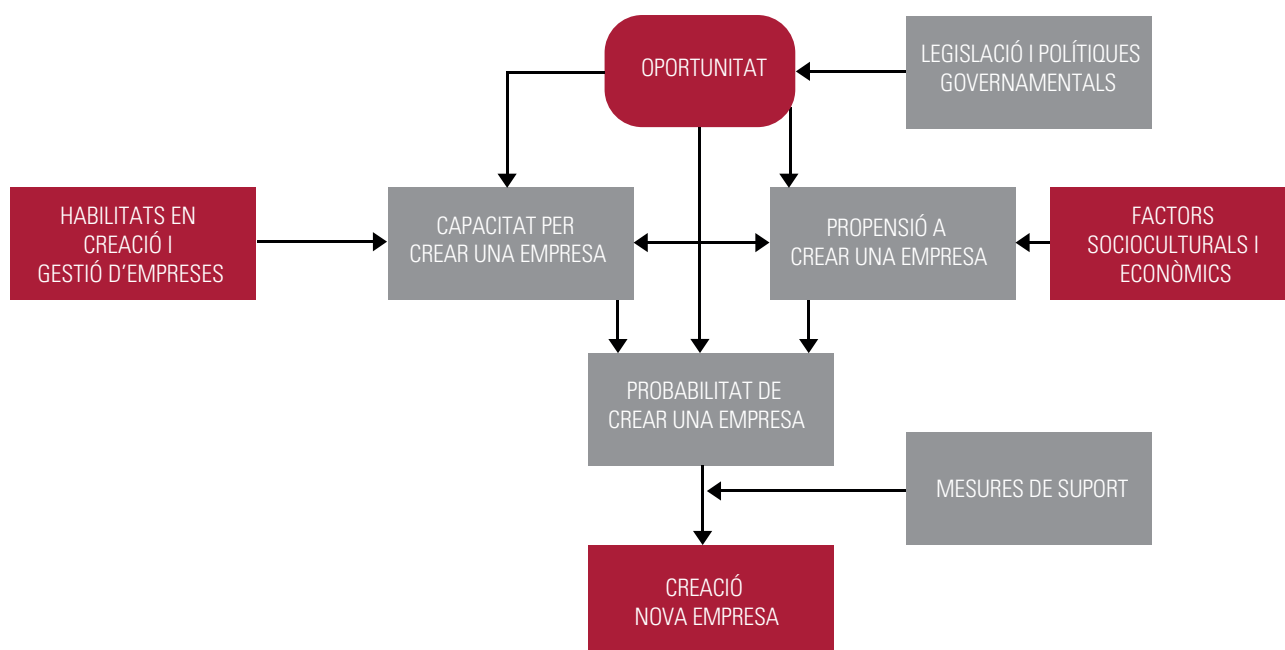 OPORTUNITAT
LEGISLACIÓ I POLÍTIQUES
GOVERNAMENTALS
HABILITATS EN
CREACIÓ I
GESTIÓ D'EMPRESES
CAPACITAT PER
CREAR UNA EMPRESA
PROPENSIÓ A
CREAR UNA EMPRESA
FACTORS
SOCIOCULTURALS I
ECONÒMICS
PROBABILITAT DE
CREAR UNA EMPRESA
MESURES DE SUPORT
CREACIÓ
NOVA EMPRESA